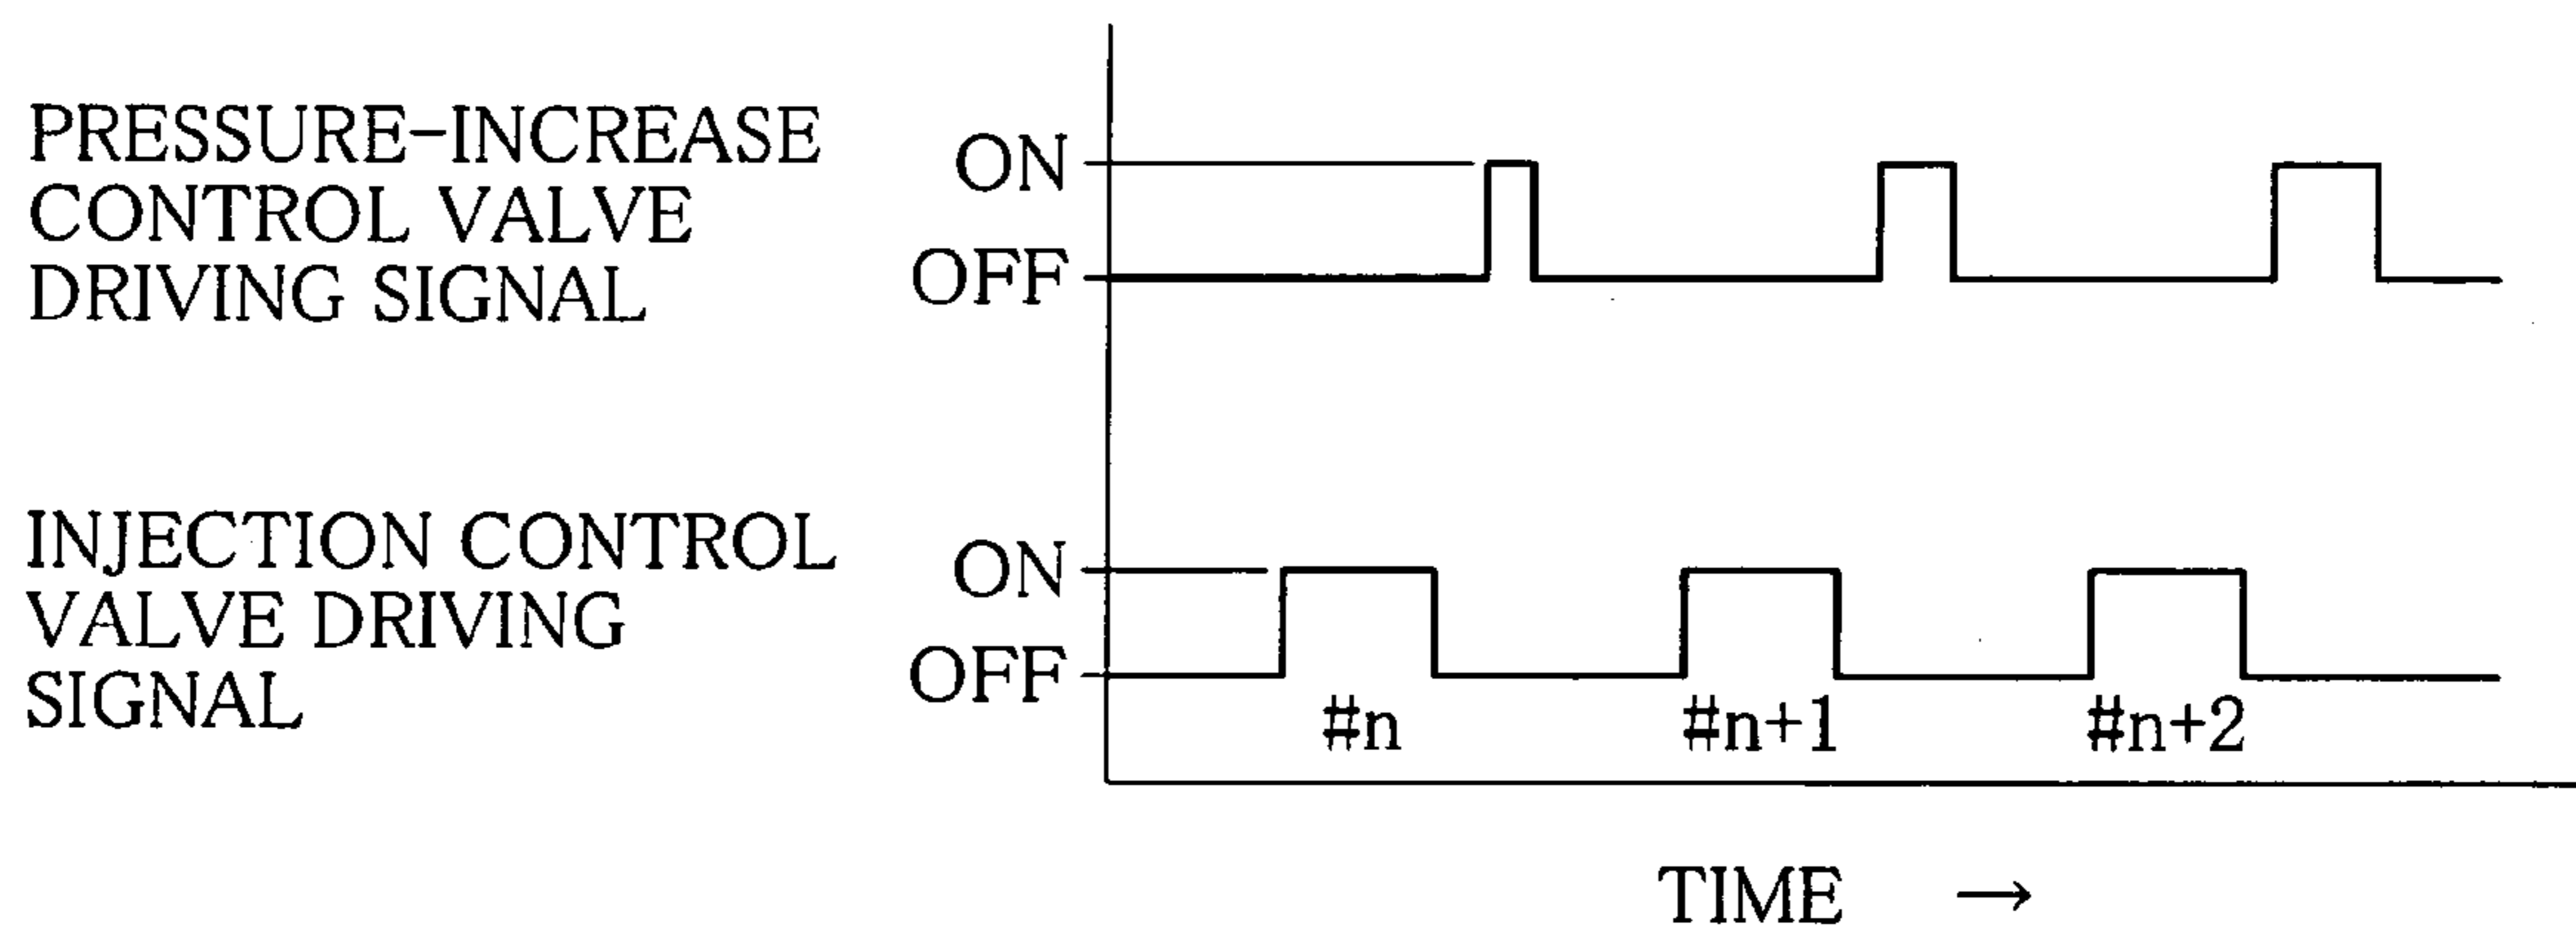 PRESSURE-INCREASE
CONTROL VALVE
DRIVING SIGNAL
ON
OFF
INJECTION CONTROL
VALVE DRIVING
SIGNAL
ON
OFF
#n
#n+1
#n+2
TIME →